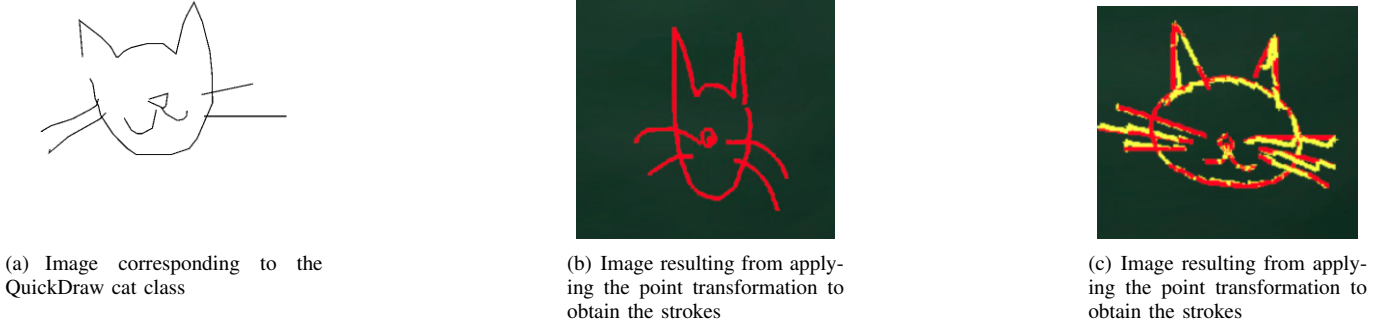 (a) Image corresponding to the
QuickDraw cat class
(b) Image resulting from apply-
ing the point transformation to
obtain the strokes
(c) Image resulting from apply-
ing the point transformation to
obtain the strokes